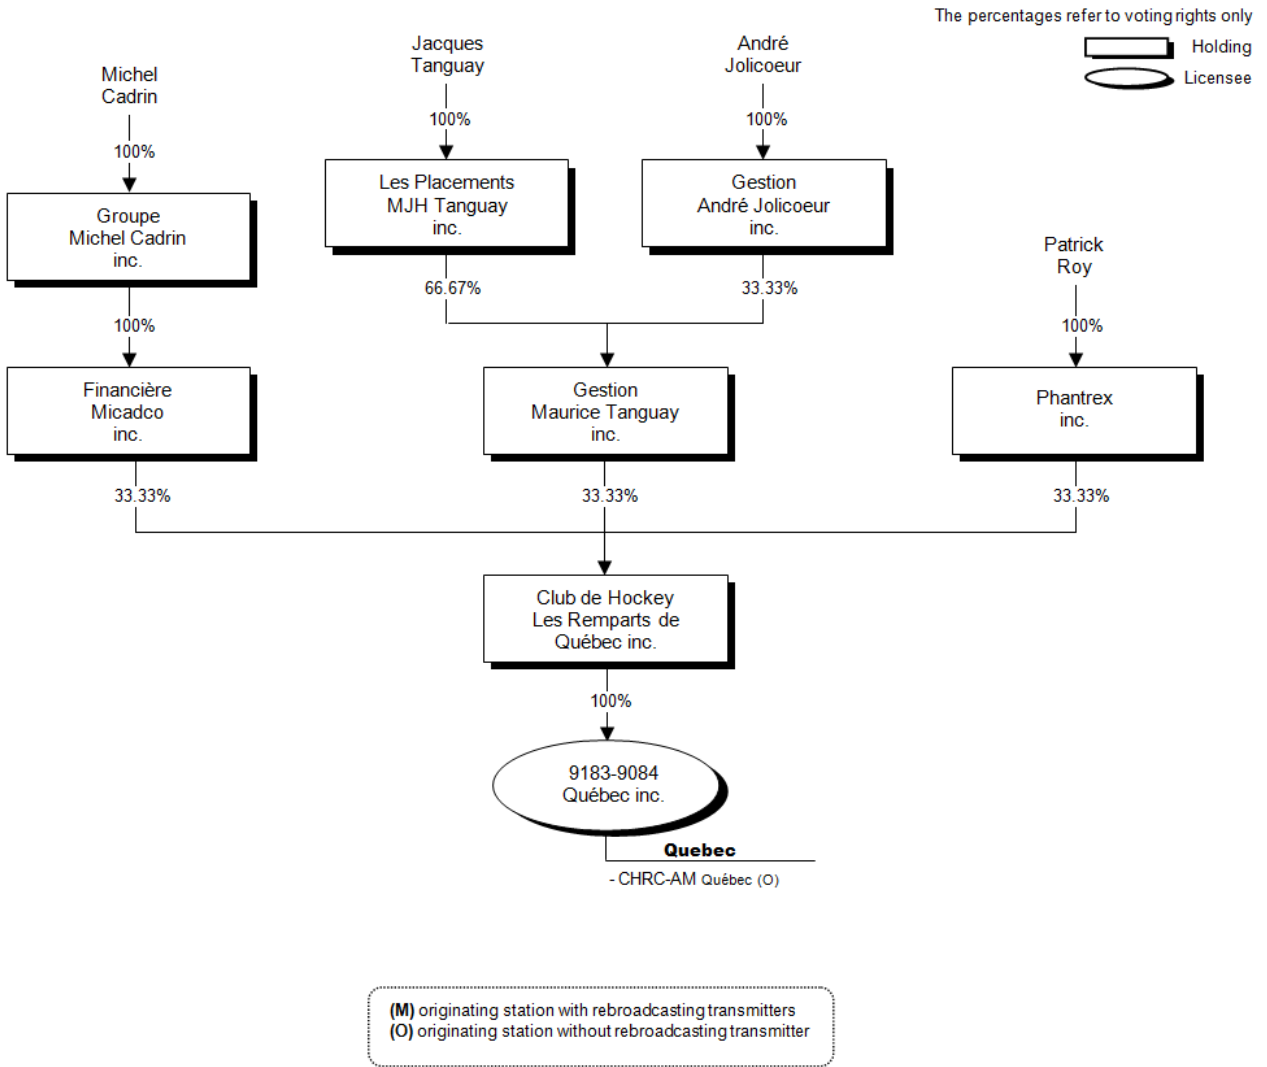 The percentages refer to voting rights only
Holding
Licensee
Michel
Cadrin
100%
Groupe
Michel Cadrin
inc.
100%
Financière
Micadco
inc.
33.33%
Jacques
Tanguay
100%
Les Placements
MJH Tanguay
inc.
66.67%
André
Jolicoeur
100%
Gestion
André Jolicoeur
inc.
33.33%
Gestion
Maurice Tanguay
inc.
33.33%
Patrick
Roy
100%
Phantrex
inc.
33.33%
Club de Hockey
Les Remparts de
Québec inc.
100%
9183-9084
Québec inc.
Quebec
- CHRC-AM Québec (O)
(M) originating station with rebroadcasting transmitters
(O) originating station without rebroadcasting transmitter